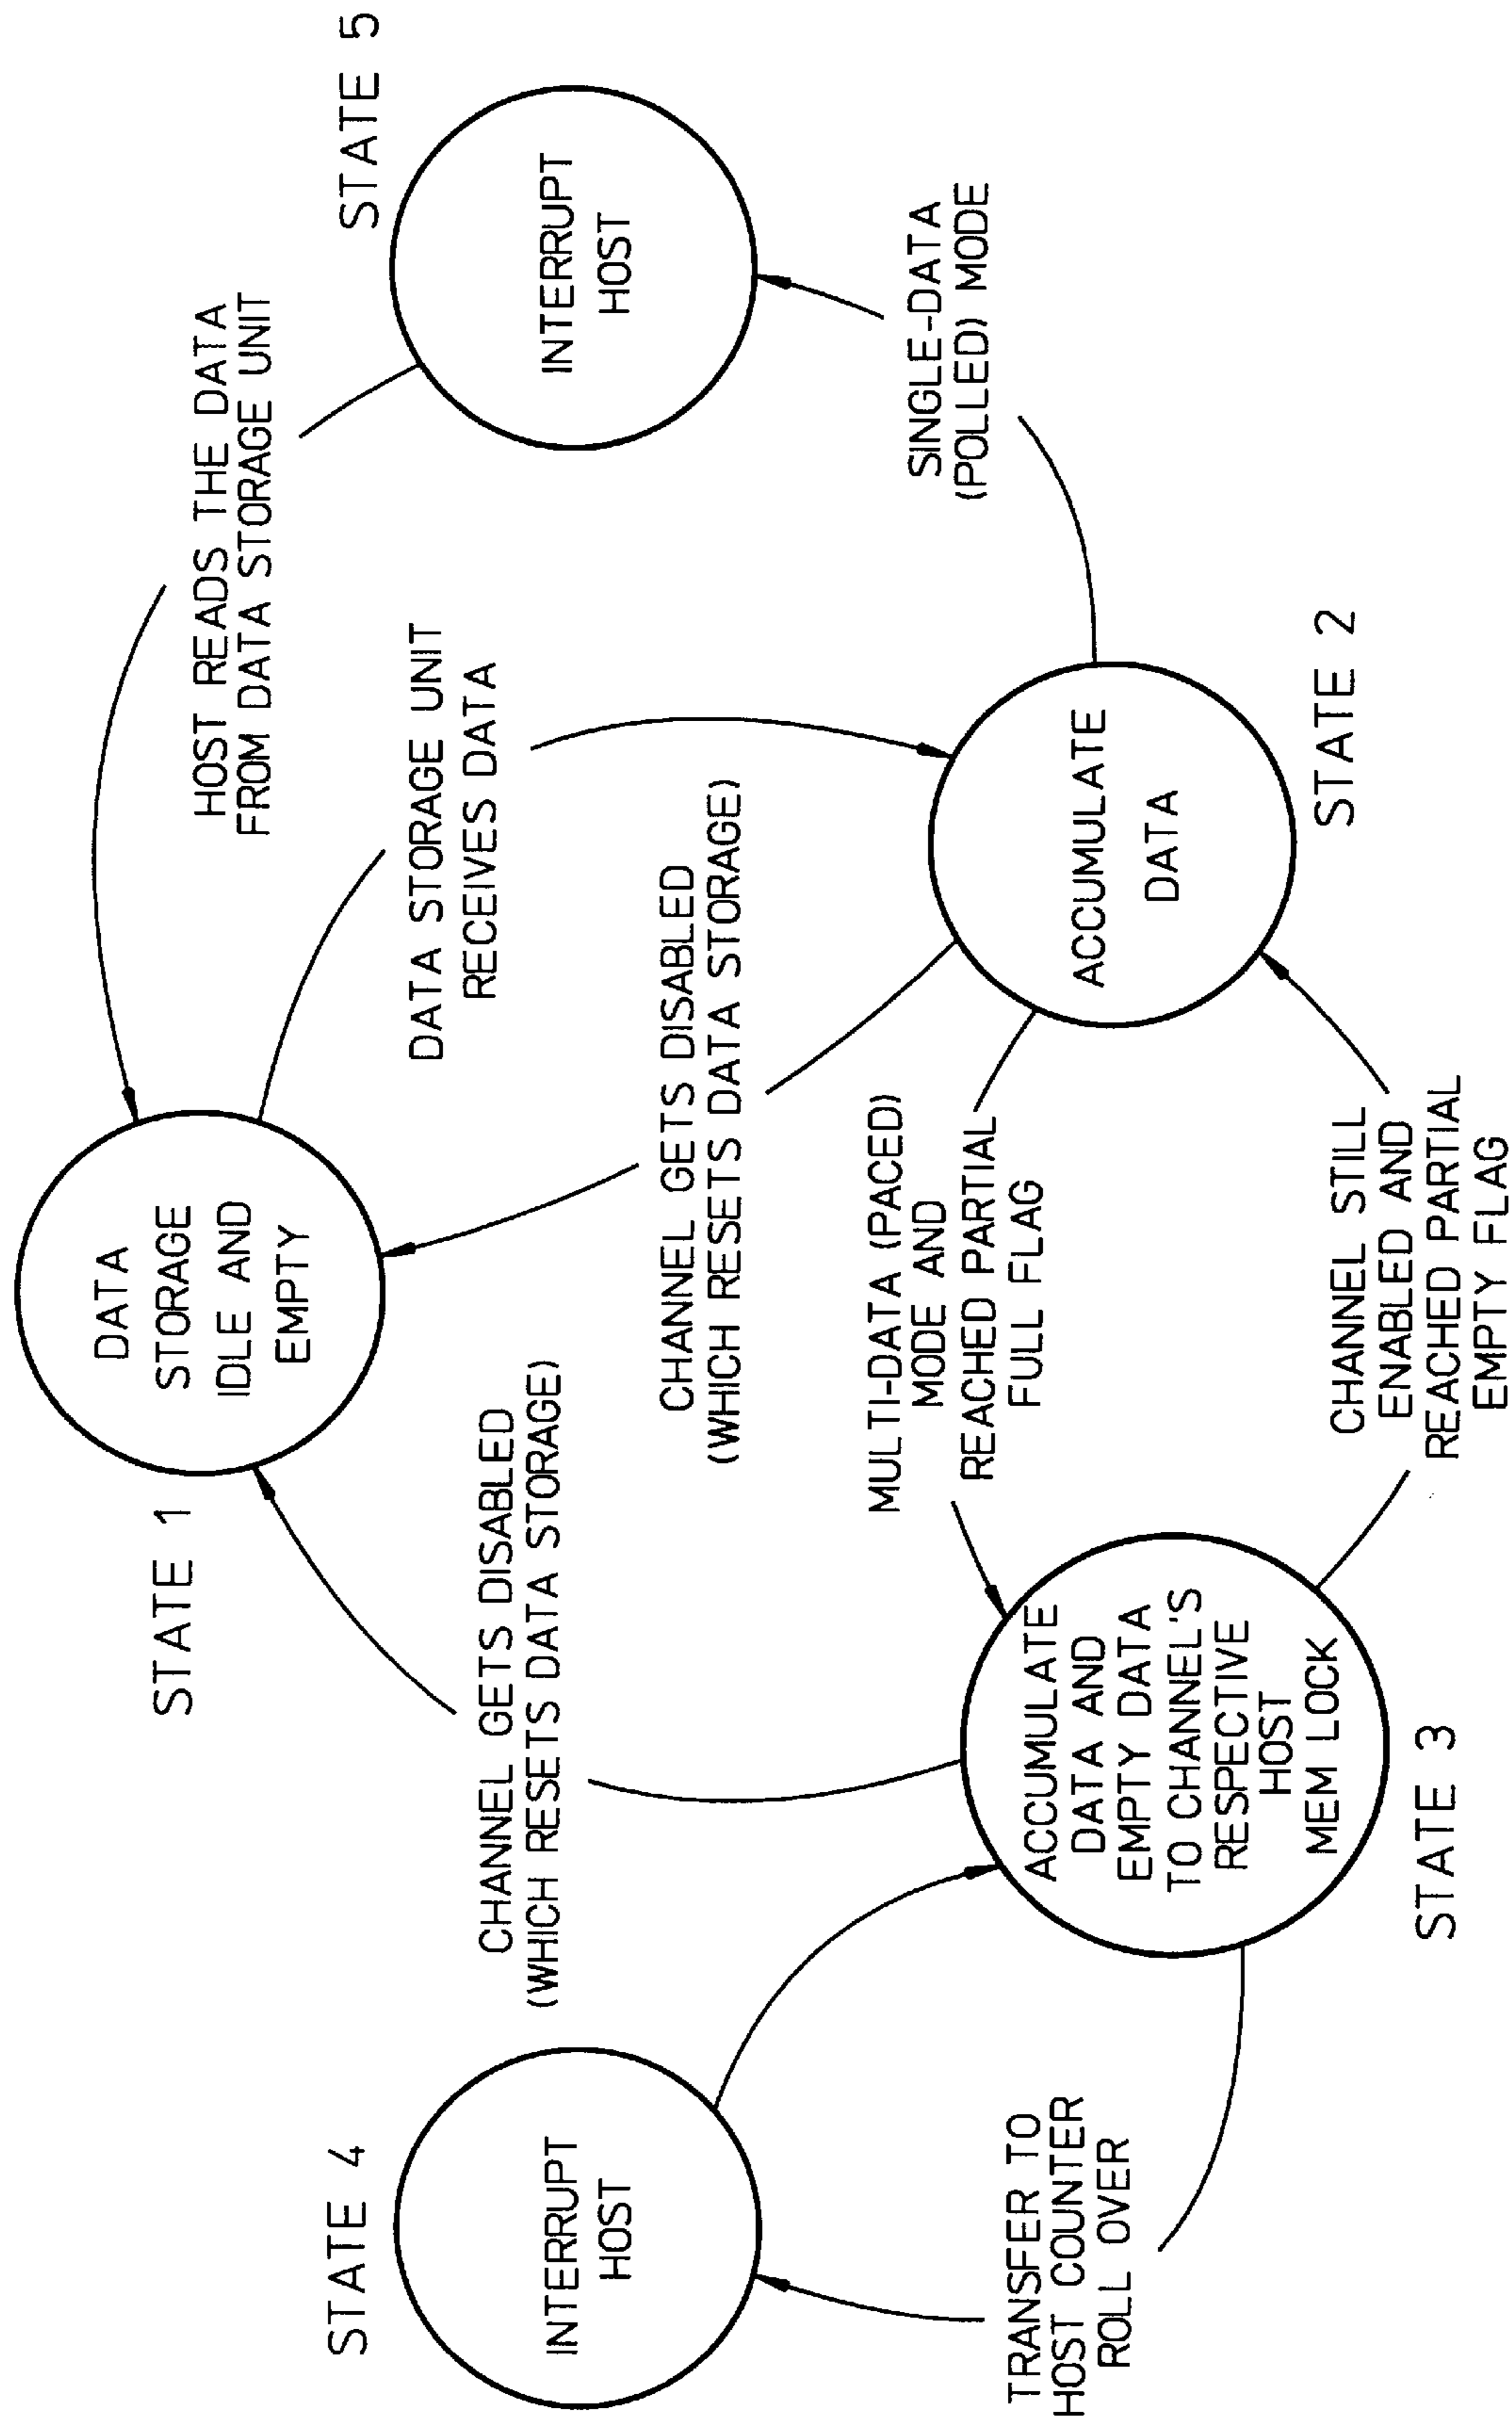 STATE 1
DATA
STORAGE
IDLE AND
EMPTY
HOST READS THE DATA
FROM DATA STORAGE UNIT
STATE 4
INTERRUPT
HOST
STATE 5
INTERRUPT
HOST
DATA STORAGE UNIT
RECEIVES DATA
CHANNEL GETS DISABLED
(WHICH RESETS DATA STORAGE)
CHANNEL GETS DISABLED
(WHICH RESETS DATA STORAGE)
MULTI-DATA (PACED)
MODE AND
REACHED PARTIAL
FULL FLAG
SINGLE-DATA
(POLLED) MODE
TRANSFER TO
HOST COUNTER
ROLL OVER
ACCUMULATE
DATA AND
EMPTY DATA
TO CHANNEL'S
RESPECTIVE
HOST
MEM LOCK
STATE 3
ACCUMULATE
DATA
STATE 2
CHANNEL STILL
ENABLED AND
REACHED PARTIAL
EMPTY FLAG